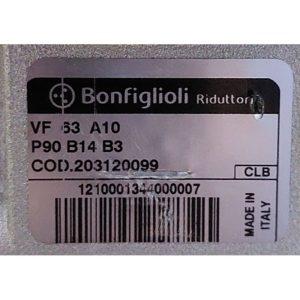 Bonfiglioli Riduttori
VF 63 A10
P90 B14 B3
COD.203120099
CLB
1210001344000007
MADE IN
ITALY